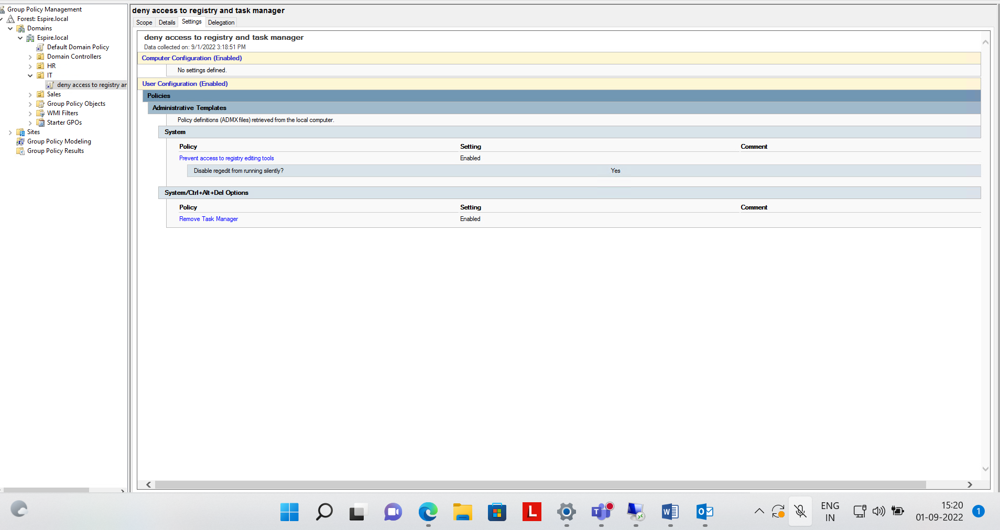 Group Policy Management
Forest: Espire.local
Domains
Espire.local
Default Domain Policy
Domain Controllers
HR
IT
deny access to registry ar
Sales
Group Policy Objects
WMI Filters
Starter GPOs
Sites
Group Policy Modeling
Group Policy Results
deny access to registry and task manager
Scope Details Settings Delegation
deny access to registry and task manager
Data collected on: 9/1/2022 3:18:51 PM
Computer Configuration (Enabled)
No settings defined.
User Configuration (Enabled)
Policies
Administrative Templates
Policy definitions (ADMX files) retrieved from the local computer.
System
Policy Setting Comment
Prevent access to registry editing tools Enabled
Disable regedit from running silently? Yes
System/Ctrl+Alt+Del Options
Policy Setting Comment
Remove Task Manager Enabled
L
T
W
O
ENG
IN
15:20
01-09-2022
1